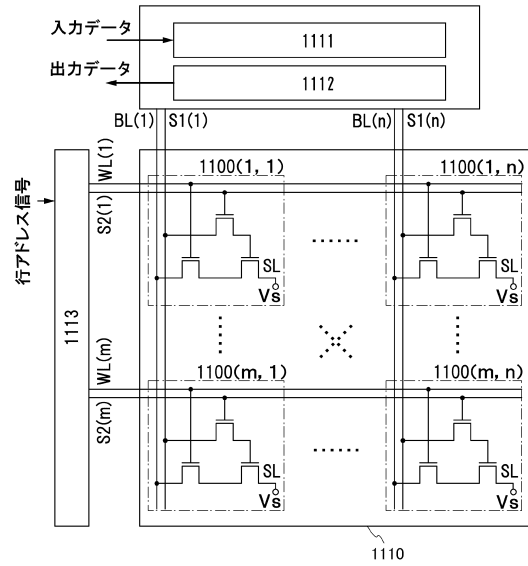 入力データ
1111
出力データ
1112
BL(1)
S1(1)
BL(n)
S1(n)
WL(1)
S2(1)
行アドレス信号
1113
1100(1, 1)
SL
Vs
1100(1, n)
SL
Vs
WL(m)
S2(m)
1100(m, 1)
SL
Vs
1100(m, n)
SL
Vs
1110